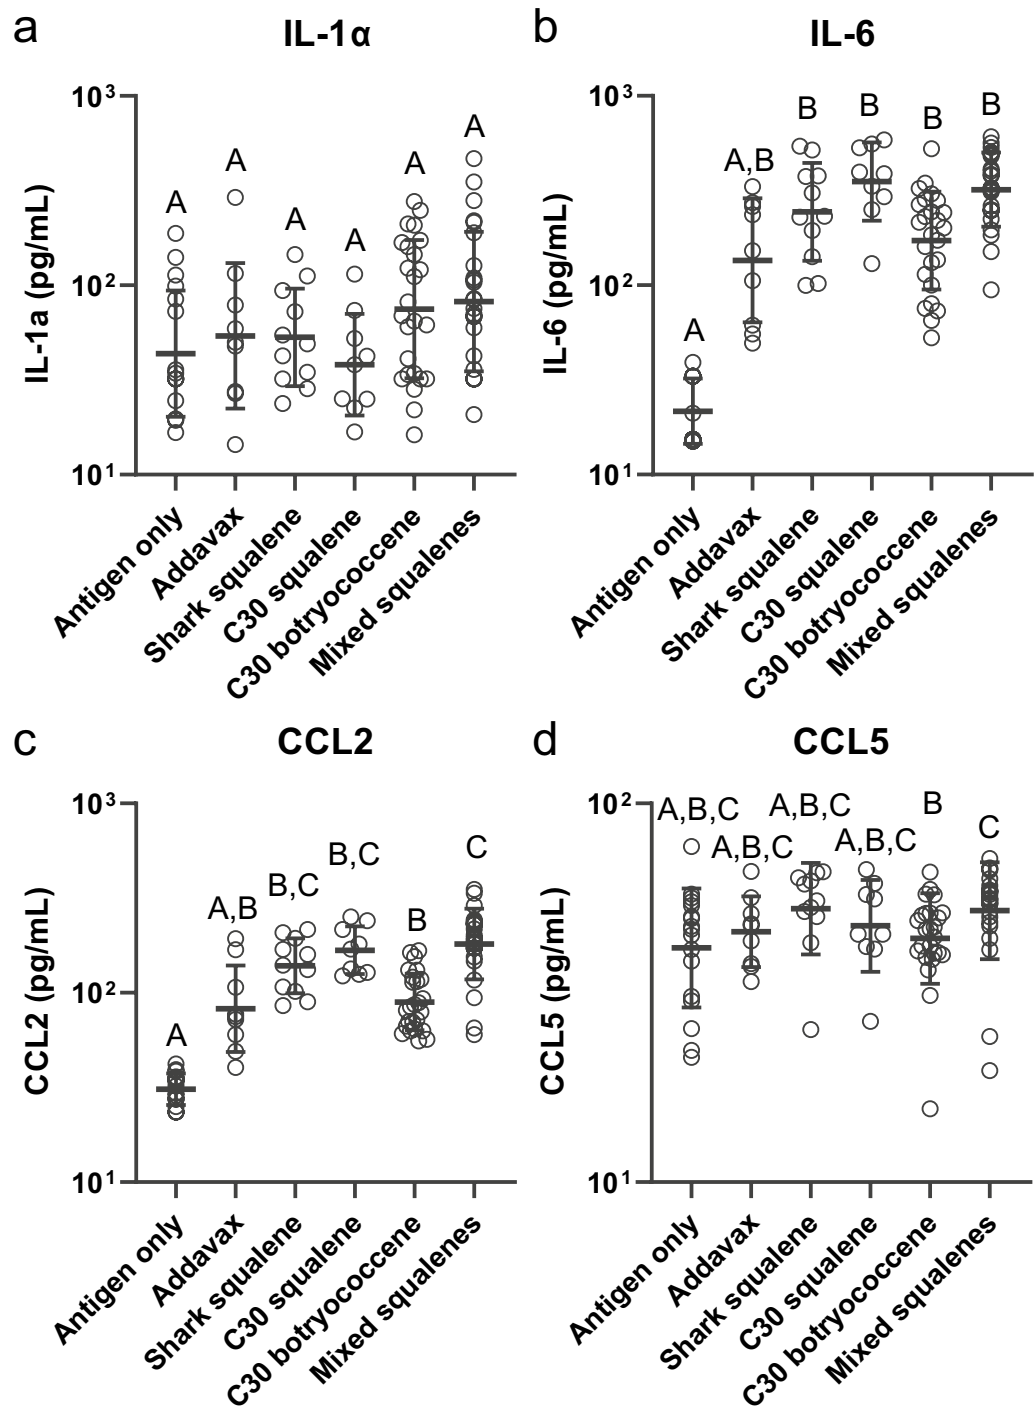 a
IL-1α
IL-1a (pg/mL)
10³
10²
10¹
A
A
A
A
A
A
Antigen only
Addavax
Shark squalene
C30 squalene
C30 botryococcene
Mixed squalenes
b
IL-6
IL-6 (pg/mL)
10³
10²
10¹
A
A,B
B
B
B
B
Antigen only
Addavax
Shark squalene
C30 squalene
C30 botryococcene
Mixed squalenes
c
CCL2
CCL2 (pg/mL)
10³
10²
10¹
A
A,B
B,C
B,C
B
C
Antigen only
Addavax
Shark squalene
C30 squalene
C30 botryococcene
Mixed squalenes
d
CCL5
CCL5 (pg/mL)
10²
10¹
A,B,C
A,B,C
A,B,C
A,B,C
B
C
Antigen only
Addavax
Shark squalene
C30 squalene
C30 botryococcene
Mixed squalenes